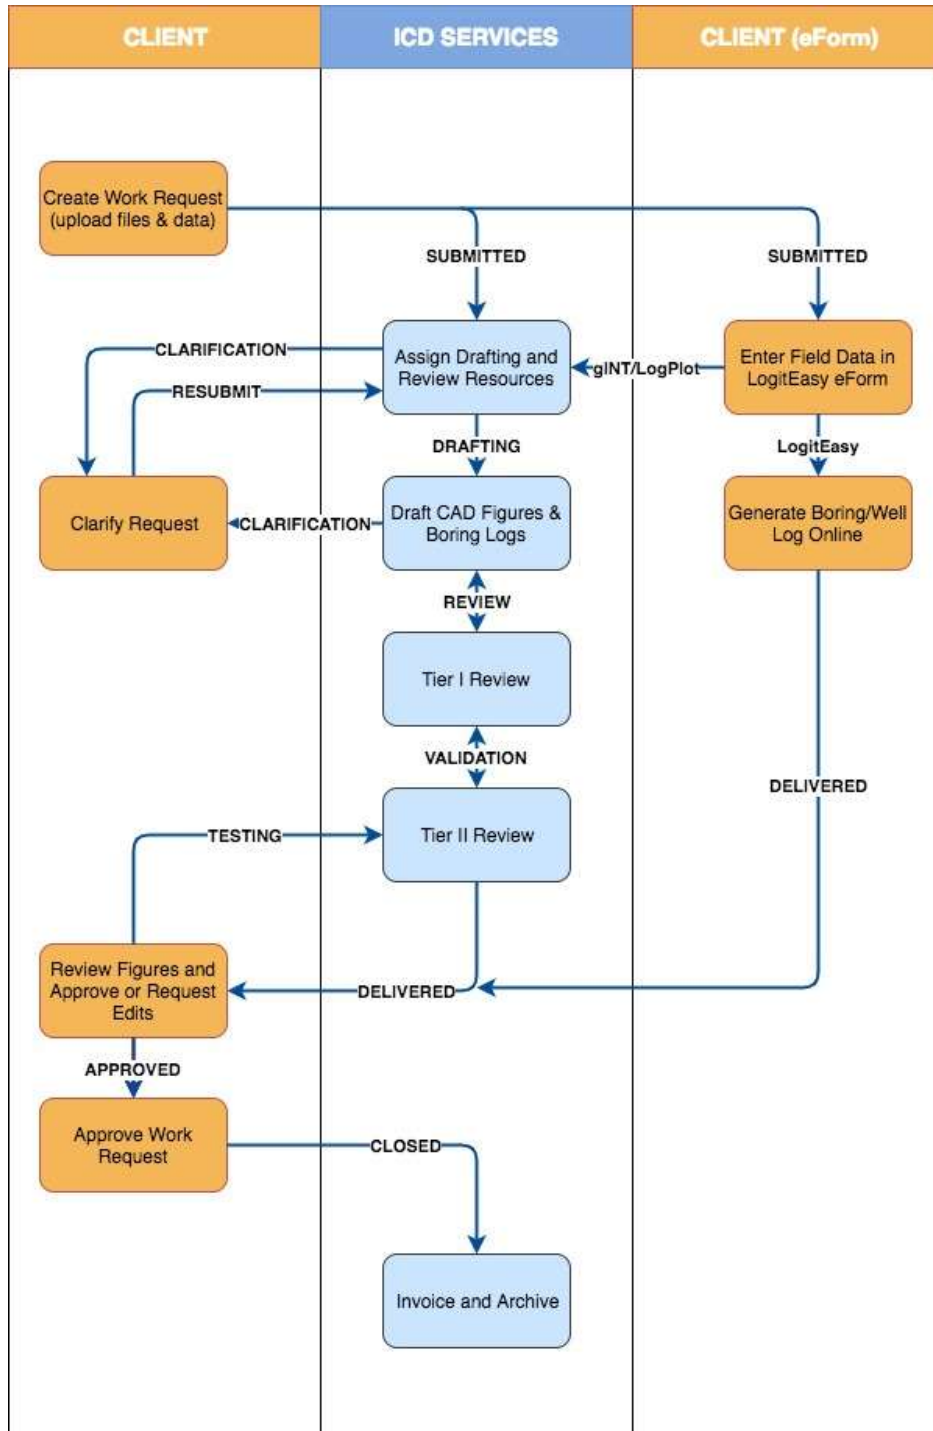 CLIENT
ICD SERVICES
CLIENT (eForm)
Create Work Request
(upload files & data)
SUBMITTED
SUBMITTED
CLARIFICATION
Assign Drafting and
Review Resources
gINT/LogPlot
Enter Field Data in
LogitEasy eForm
RESUBMIT
DRAFTING
LogitEasy
Clarify Request
CLARIFICATION
Draft CAD Figures &
Boring Logs
Generate Boring/Well
Log Online
REVIEW
Tier I Review
VALIDATION
DELIVERED
TESTING
Tier II Review
Review Figures and
Approve or Request
Edits
DELIVERED
APPROVED
Approve Work
Request
CLOSED
Invoice and Archive